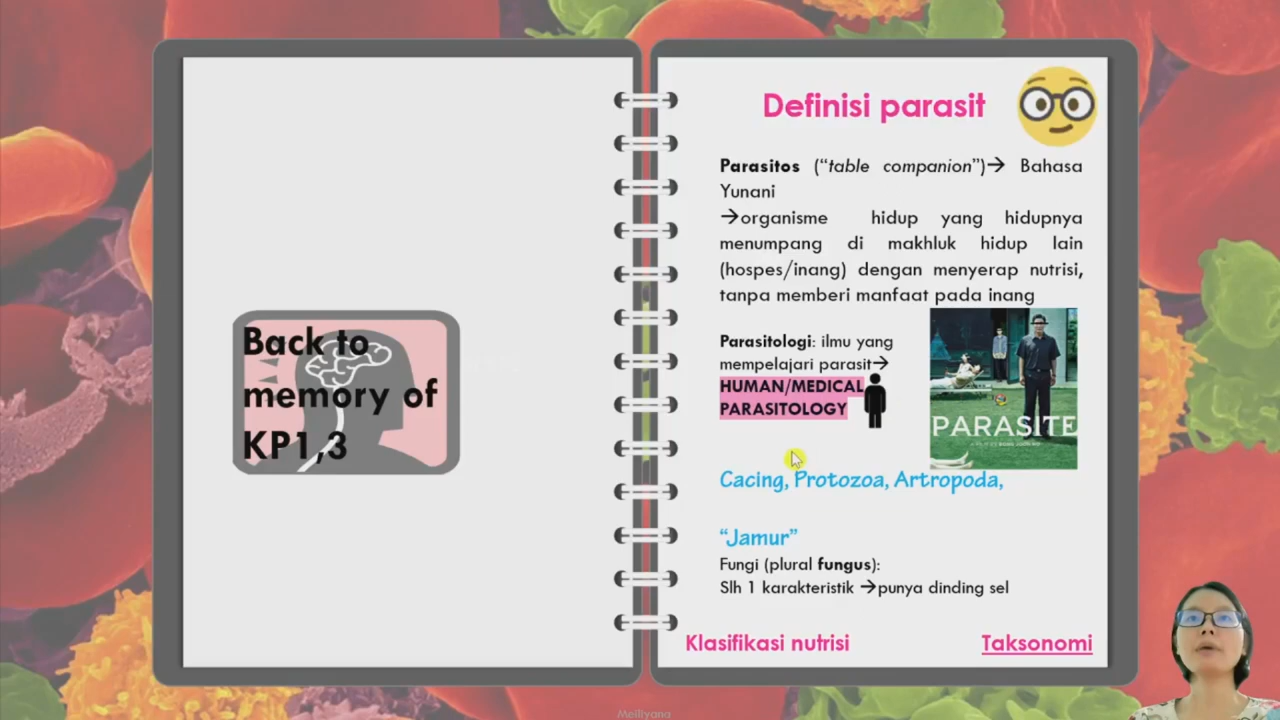 Back to
memory of
KP1,3
Definisi parasit
Parasitos (“table companion”)→ Bahasa
Yunani
→organisme hidup yang hidupnya
menumpang di makhluk hidup lain
(hospes/inang) dengan menyerap nutrisi,
tanpa memberi manfaat pada inang
Parasitologi: ilmu yang
mempelajari parasit→
HUMAN/MEDICAL
PARASITOLOGY
PARASITE
Cacing, Protozoa, Artropoda,
“Jamur”
Fungi (plural fungus):
Slh 1 karakteristik →punya dinding sel
Klasifikasi nutrisi
Taksonomi
Meiliyana